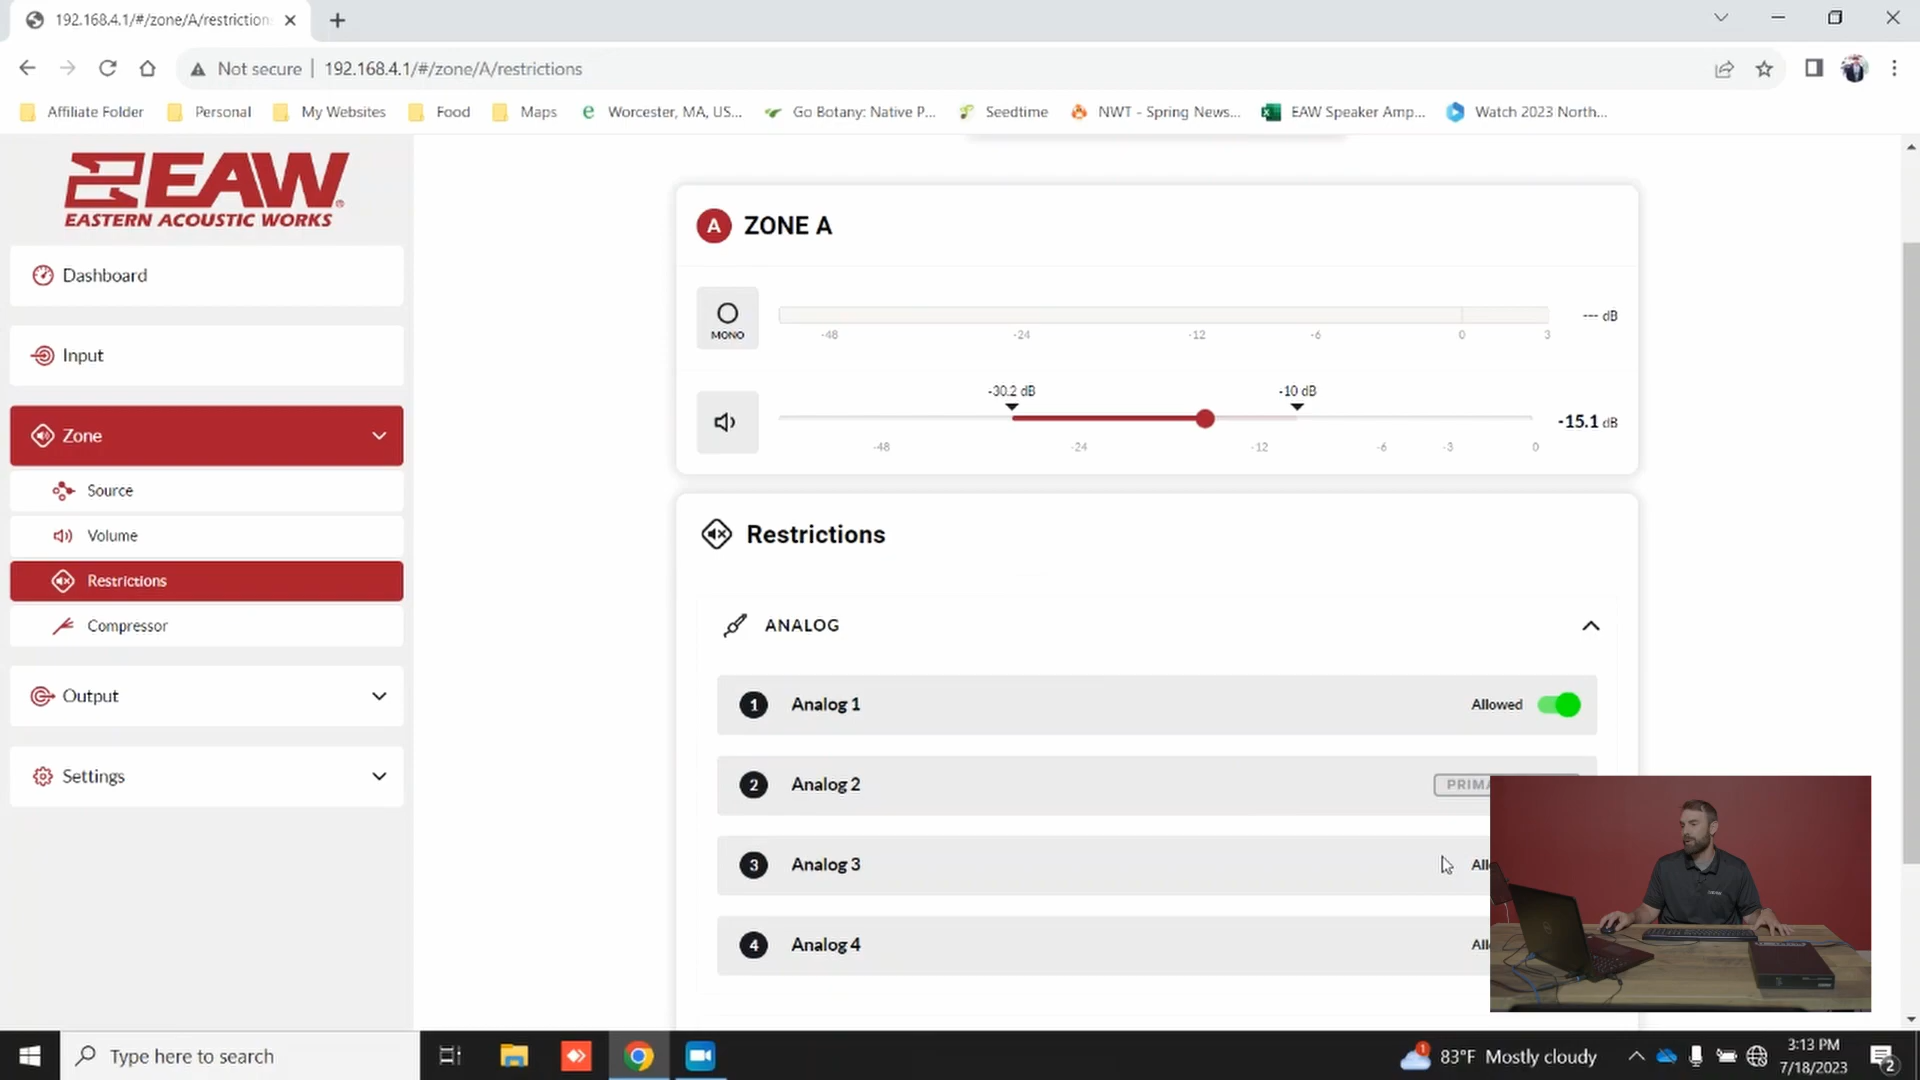 192.168.4.1/#/zone/A/restriction
Not secure
192.168.4.1/#/zone/A/restrictions
Affiliate Folder
Personal
My Websites
Food
Maps
Worcester, MA, US...
Go Botany: Native P...
Seedtime
NWT - Spring News...
EAW Speaker Amp...
Watch 2023 North...
EAW
EASTERN ACOUSTIC WORKS
Dashboard
Input
Zone
Source
Volume
Restrictions
Compressor
Output
Settings
A ZONE A
MONO
--- dB
-48 -24 -12 -6 0 3
-30.2 dB -10 dB
-15.1 dB
-48 -24 -12 -6 -3 0
Restrictions
ANALOG
1 Analog 1 Allowed
2 Analog 2
3 Analog 3
4 Analog 4
Type here to search
1
83°F Mostly cloudy
3:13 PM
7/18/2023
2